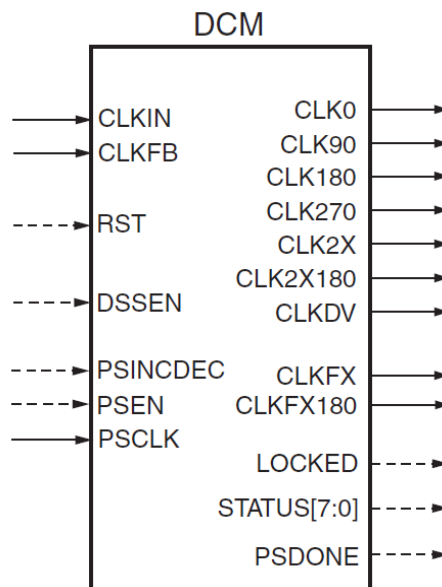 DCM
CLKIN
CLKFB
RST
DSSEN
PSINCDEC
PSEN
PSCLK
CLK0
CLK90
CLK180
CLK270
CLK2X
CLK2X180
CLKDV
CLKFX
CLKFX180
LOCKED
STATUS[7:0]
PSDONE